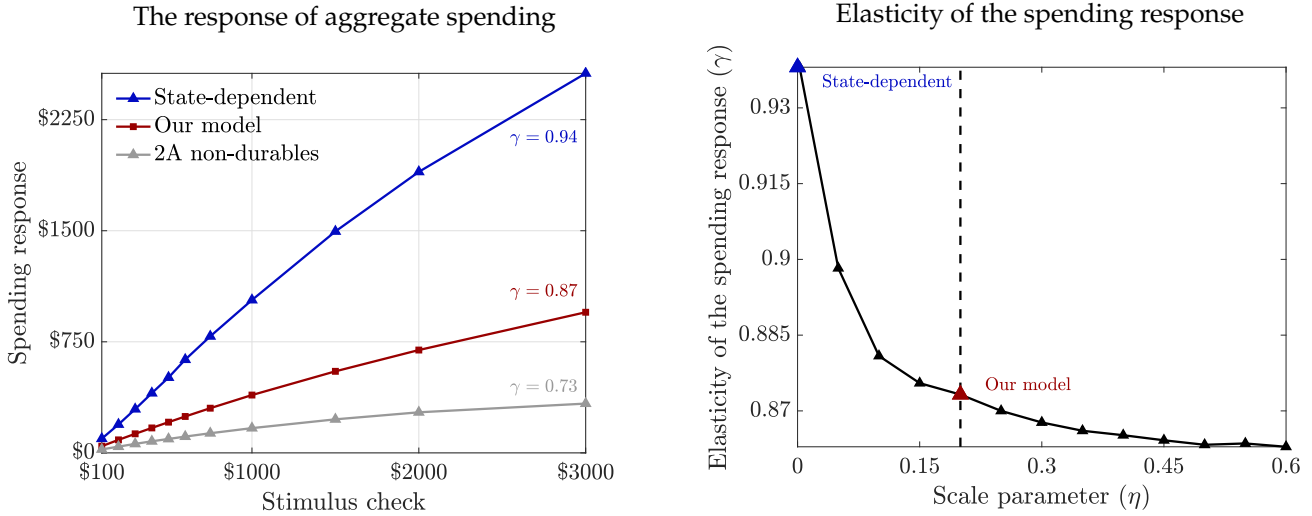 The response of aggregate spending
State-dependent
Our model
2A non-durables
γ = 0.94
γ = 0.87
γ = 0.73
Spending response
$2250
$1500
$750
$0
$100
$1000
$2000
$3000
Stimulus check
Elasticity of the spending response
State-dependent
Our model
Elasticity of the spending response (γ)
0.93
0.915
0.9
0.885
0.87
0
0.15
0.3
0.45
0.6
Scale parameter (η)